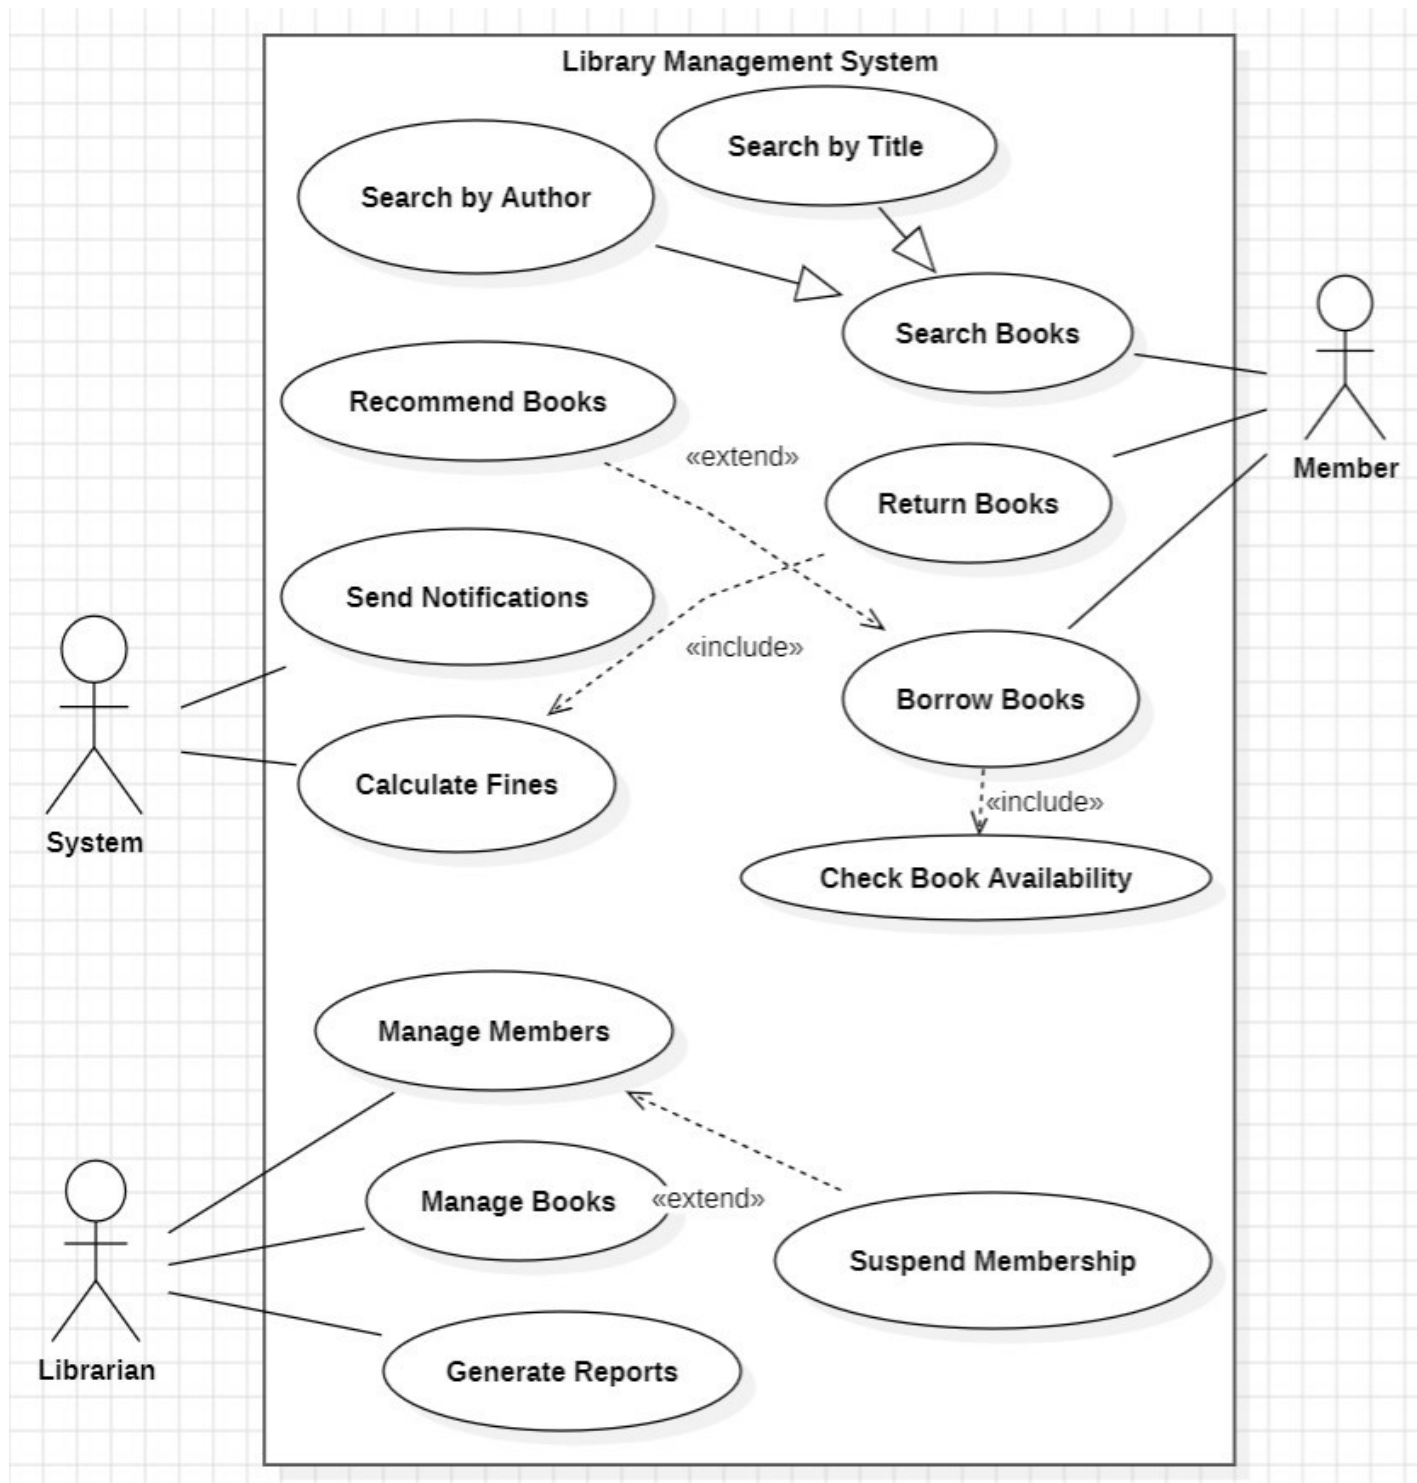 Library Management System
Search by Title
Search by Author
Search Books
Recommend Books
«extend»
Member
Return Books
Send Notifications
«include»
Borrow Books
Calculate Fines
«include»
System
Check Book Availability
Manage Members
Manage Books
«extend»
Suspend Membership
Librarian
Generate Reports